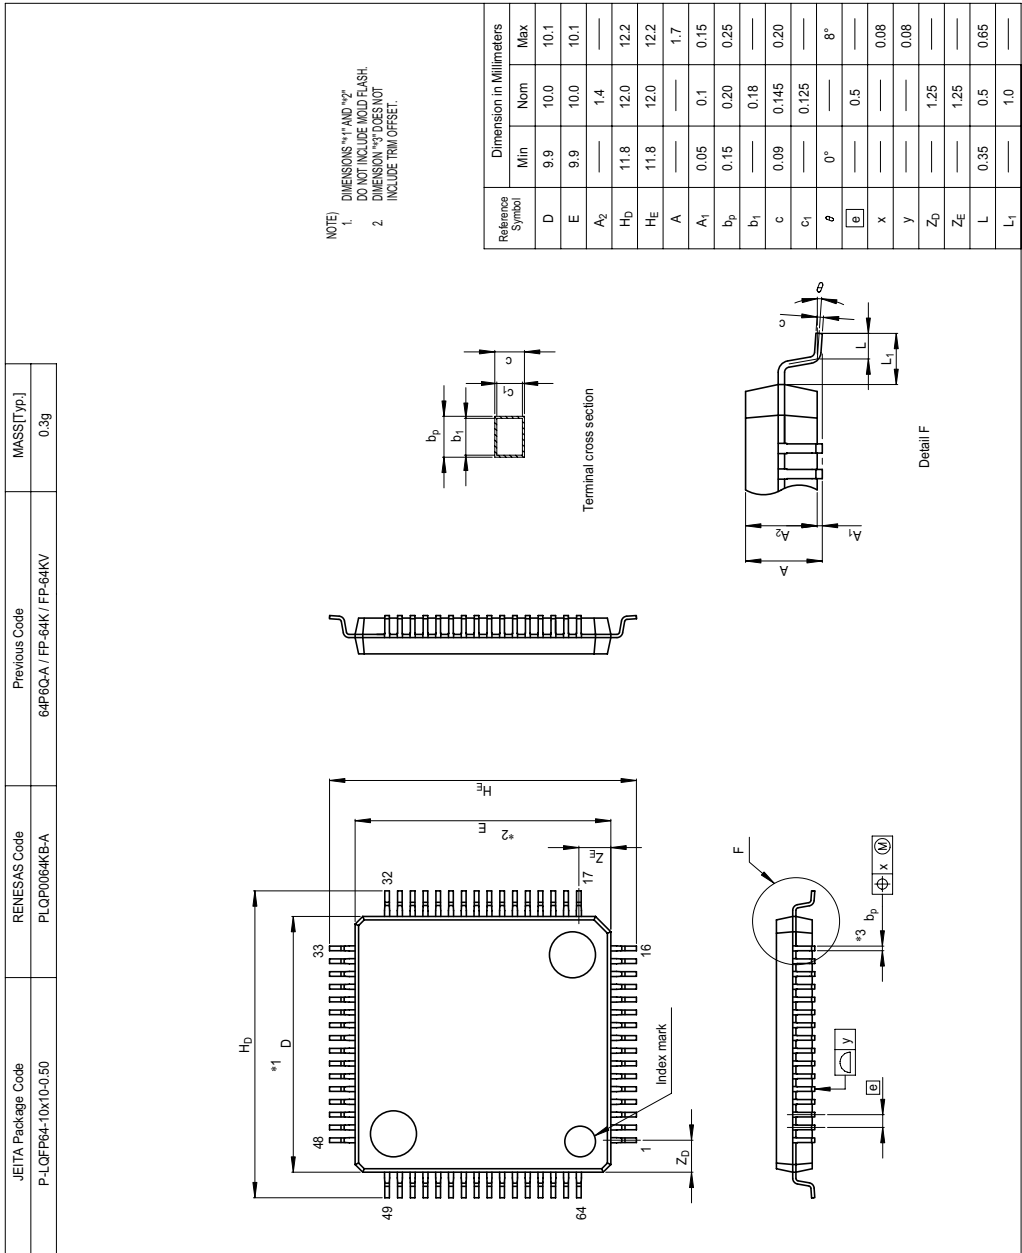 JEITA Package Code RENESAS Code Previous Code MASS[Typ.]
P-LQFP64-10x10-0.50 PLQP0064KB-A 64P6Q-A / FP-64K / FP-64KV 0.3g
HD
*1
D
48 33
49 32
64 17
1 16
ZD
Index mark
ZE
*2
E
HE
F
e
y
*3
bp
x M
bp
b1
c1
c
Terminal cross section
A
A2
A1
c
θ
L
L1
Detail F
NOTE)
1. DIMENSIONS "*1" AND "*2"
DO NOT INCLUDE MOLD FLASH.
2. DIMENSION "*3" DOES NOT
INCLUDE TRIM OFFSET.
Reference Symbol Dimension in Millimeters
Min Nom Max
D 9.9 10.0 10.1
E 9.9 10.0 10.1
A2 — 1.4 —
HD 11.8 12.0 12.2
HE 11.8 12.0 12.2
A — — 1.7
A1 0.05 0.1 0.15
bp 0.15 0.20 0.25
b1 — 0.18 —
c 0.09 0.145 0.20
c1 — 0.125 —
θ 0° — 8°
e — 0.5 —
x — — 0.08
y — — 0.08
ZD — 1.25 —
ZE — 1.25 —
L 0.35 0.5 0.65
L1 — 1.0 —